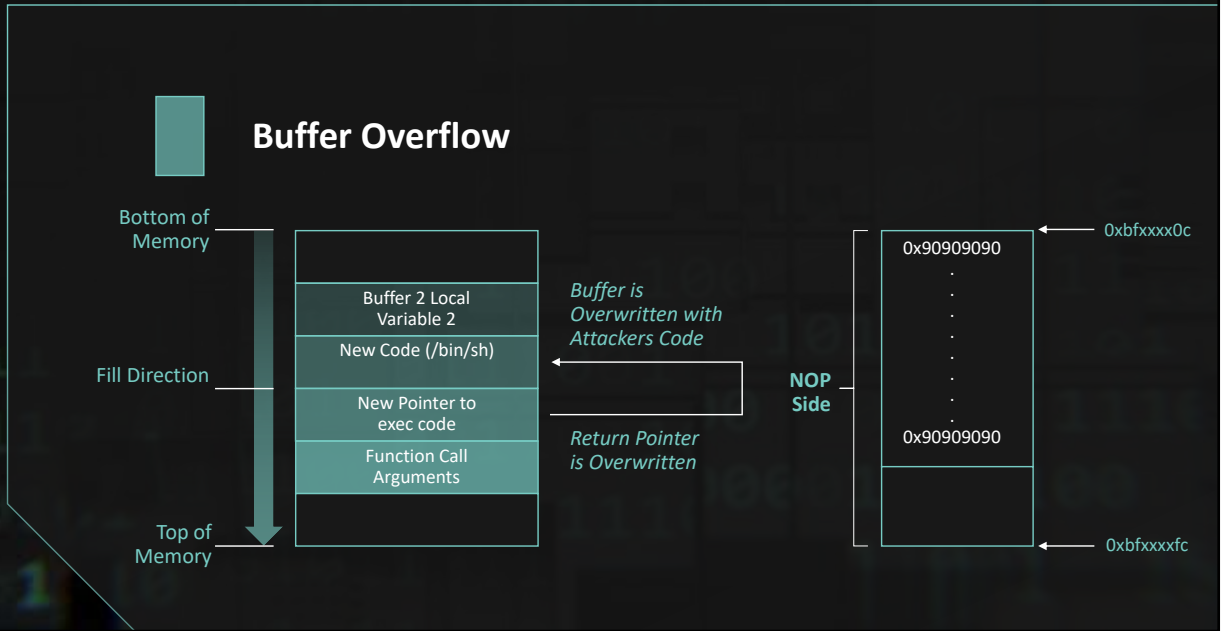 Buffer Overflow
Bottom of
Memory
Fill Direction
Top of
Memory
Buffer 2 Local
Variable 2
New Code (/bin/sh)
New Pointer to
exec code
Function Call
Arguments
Buffer is
Overwritten with
Attackers Code
Return Pointer
is Overwritten
NOP
Side
0x90909090
.
.
.
.
.
.
.
.
0x90909090
0xbfxxxx0c
0xbfxxxxfc